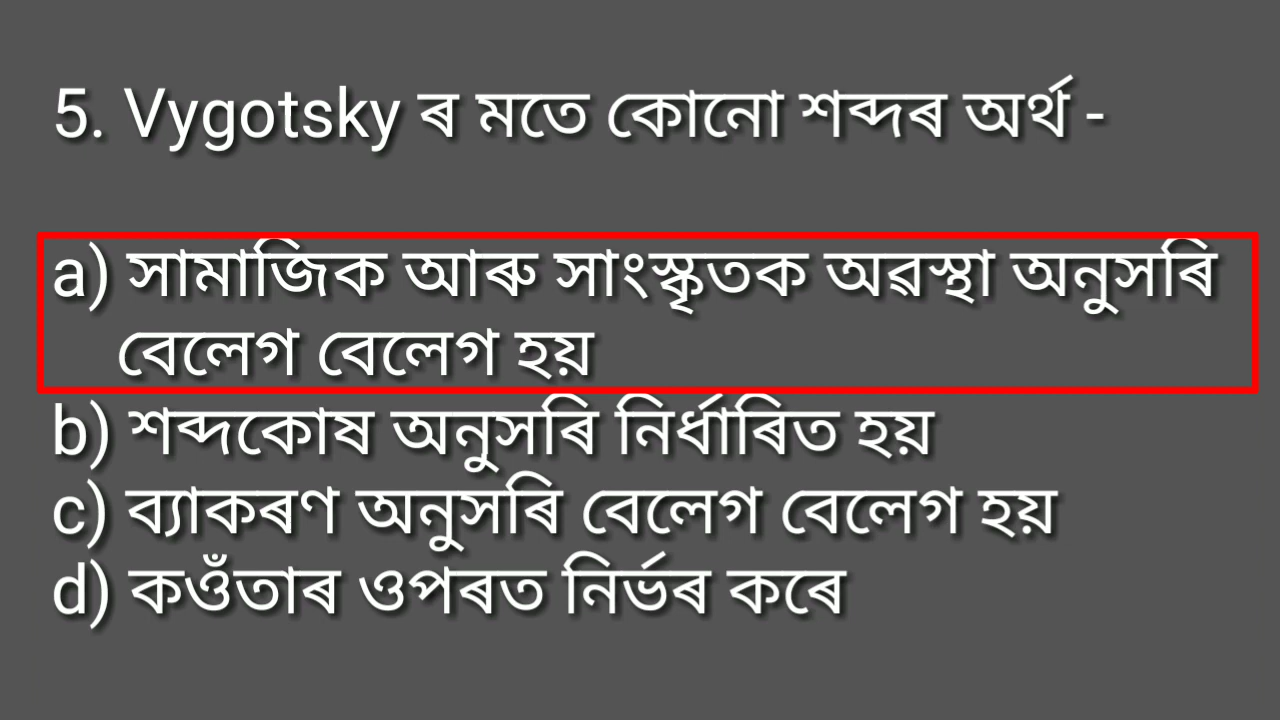 5. Vygotsky ৰ মতে কোনো শব্দৰ অৰ্থ -
a) সামাজিক আৰু সাংস্কৃতক অৱস্থা অনুসৰি
বেলেগ বেলেগ হয়
b) শব্দকোষ অনুসৰি নিৰ্ধাৰিত হয়
c) ব্যাকৰণ অনুসৰি বেলেগ বেলেগ হয়
d) কওঁতাৰ ওপৰত নিৰ্ভৰ কৰে